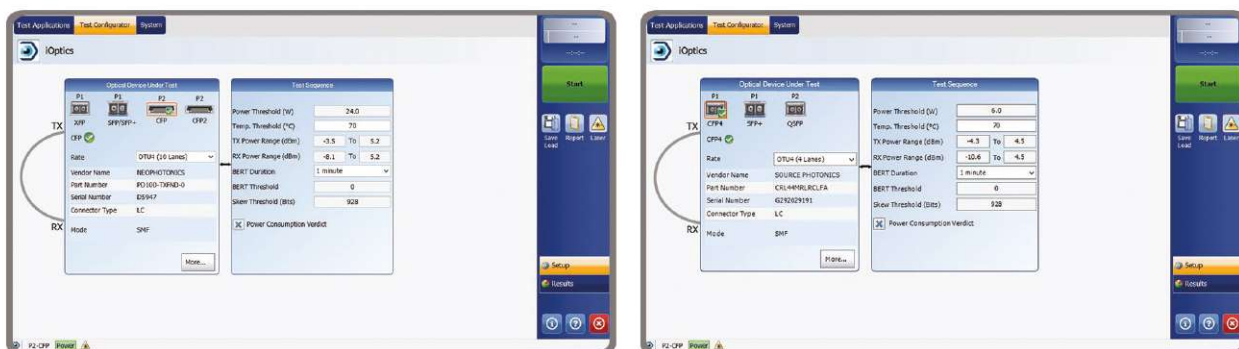 Test Applications Test Configurator System
iOptics
Optical Device Under Test
P1 P1 P2 P2
XFP SFP/SFP+ CFP CFP2
TX
CFP
Rate OTU4 (10 Lanes)
Vendor Name NEOPHOTONICS
Part Number PD100-TXFND-0
Serial Number D5947
Connector Type LC
RX
Mode SMF
More...
Test Sequence
Power Threshold (W) 24.0
Temp. Threshold (°C) 70
TX Power Range (dBm) -3.5 To 5.2
RX Power Range (dBm) -8.1 To 5.2
BERT Duration 1 minute
BERT Threshold 0
Skew Threshold (Bits) 928
Power Consumption Verdict
--
--
--:--:--
Start
Save Load Report Laser
Setup
Results
P2-CFP Power
Test Applications Test Configurator System
iOptics
Optical Device Under Test
P1 P1 P2
CFP4 SFP+ QSFP
TX
CFP4
Rate OTU4 (4 Lanes)
Vendor Name SOURCE PHOTONICS
Part Number CRL44MRLRCLFA
Serial Number G292029191
Connector Type LC
RX
Mode SMF
More...
Test Sequence
Power Threshold (W) 6.0
Temp. Threshold (°C) 70
TX Power Range (dBm) -4.3 To 4.5
RX Power Range (dBm) -10.6 To 4.5
BERT Duration 1 minute
BERT Threshold 0
Skew Threshold (Bits) 928
Power Consumption Verdict
--
--
--:--:--
Start
Save Load Report Laser
Setup
Results
P2-CFP Power